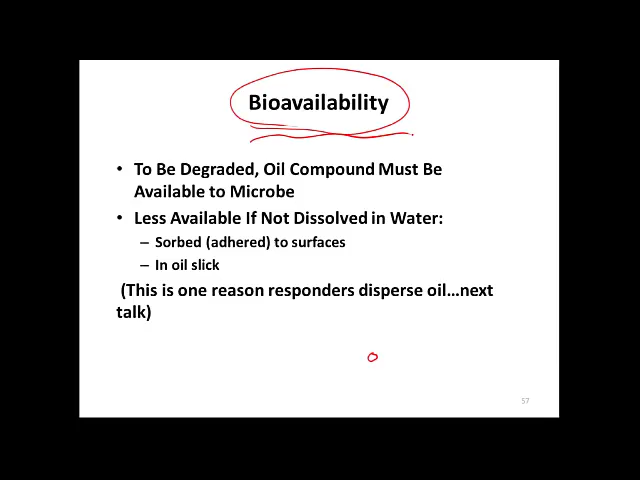 Bioavailability
• To Be Degraded, Oil Compound Must Be
Available to Microbe
• Less Available If Not Dissolved in Water:
– Sorbed (adhered) to surfaces
– In oil slick
(This is one reason responders disperse oil…next
talk)
57